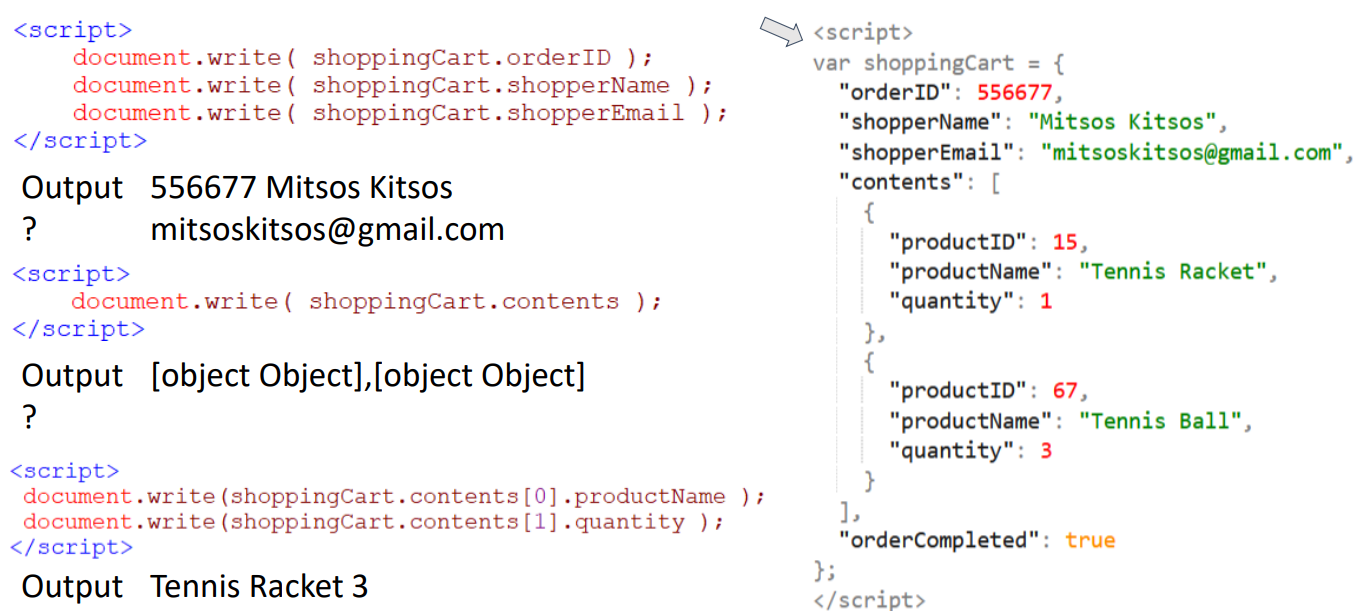 <script>
document.write( shoppingCart.orderID );
document.write( shoppingCart.shopperName );
document.write( shoppingCart.shopperEmail );
</script>
Output 556677 Mitsos Kitsos
? mitsoskitsos@gmail.com
<script>
document.write( shoppingCart.contents );
</script>
Output [object Object],[object Object]
?
<script>
document.write(shoppingCart.contents[0].productName );
document.write(shoppingCart.contents[1].quantity );
</script>
Output Tennis Racket 3
<script>
var shoppingCart = {
"orderID": 556677,
"shopperName": "Mitsos Kitsos",
"shopperEmail": "mitsoskitsos@gmail.com",
"contents": [
{
"productID": 15,
"productName": "Tennis Racket",
"quantity": 1
},
{
"productID": 67,
"productName": "Tennis Ball",
"quantity": 3
}
],
"orderCompleted": true
};
</script>